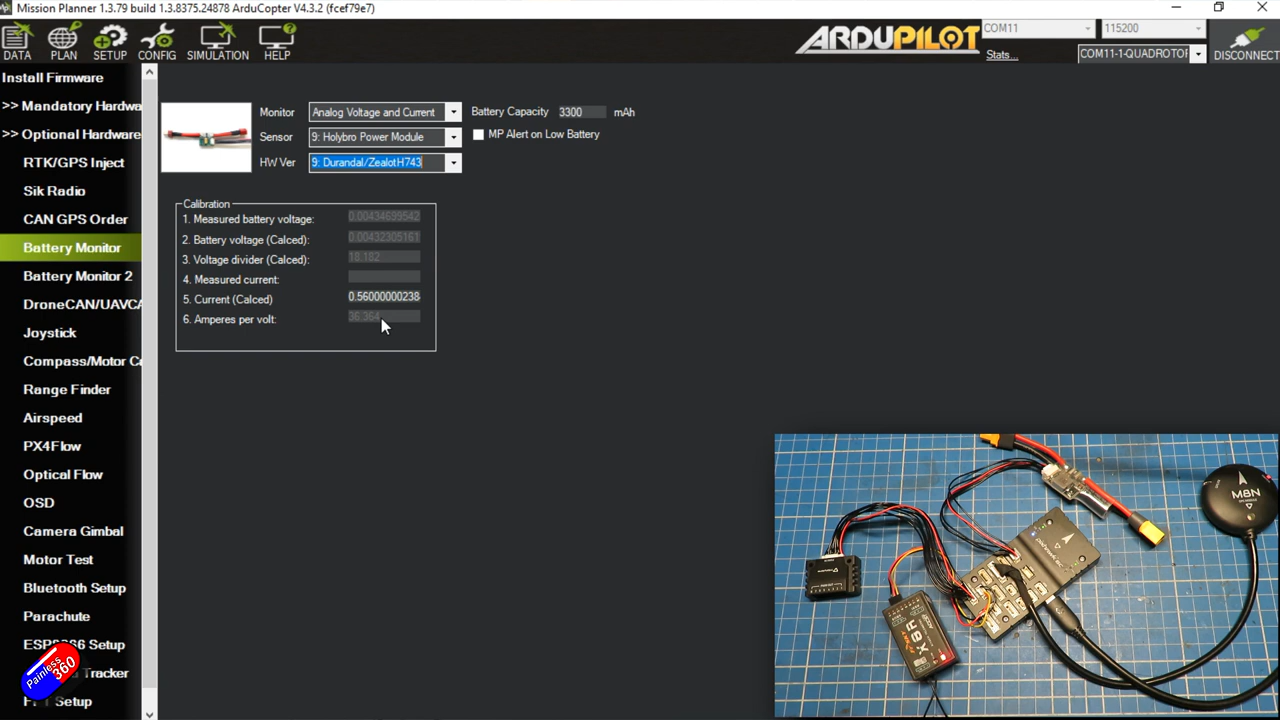 Mission Planner 1.3.79 build 1.3.8375.24878 ArduCopter V4.3.2 (fcef79e7)
DATA PLAN SETUP CONFIG SIMULATION HELP
ARDUPILOT
COM11 115200
Stats... COM11-1-QUADROTOR
DISCONNECT
Install Firmware
>> Mandatory Hardwa
>> Optional Hardware
RTK/GPS Inject
Sik Radio
CAN GPS Order
Battery Monitor
Battery Monitor 2
DroneCAN/UAVCA
Joystick
Compass/Motor Ca
Range Finder
Airspeed
PX4Flow
Optical Flow
OSD
Camera Gimbal
Motor Test
Bluetooth Setup
Parachute
ESP8266 Setup
Tracker
FFT Setup
Monitor Analog Voltage and Current Battery Capacity 3300 mAh
Sensor 9: Holybro Power Module MP Alert on Low Battery
HW Ver 9: Durandal/ZealotH743
Calibration
1. Measured battery voltage: 0.00434699542
2. Battery voltage (Calced): 0.00432305161
3. Voltage divider (Calced): 18.182
4. Measured current:
5. Current (Calced) 0.56000000238
6. Amperes per volt: 36.364
M8N
X8R
Painless
360